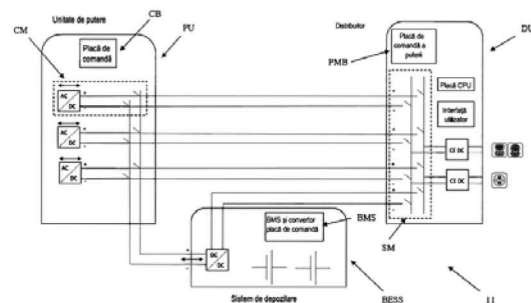 Unitate de putere
CB
PU
CM
Placă de
comandă
AC
DC
AC
DC
AC
DC
Distribuitor
DU
PMB
Placă de
comandă a
puterii
Placă CPU
Interfață
utilizator
CI DC
CI DC
SM
BMS și convertor
placă de comandă
BMS
DC
DC
BESS
Sistem de depozitare
11